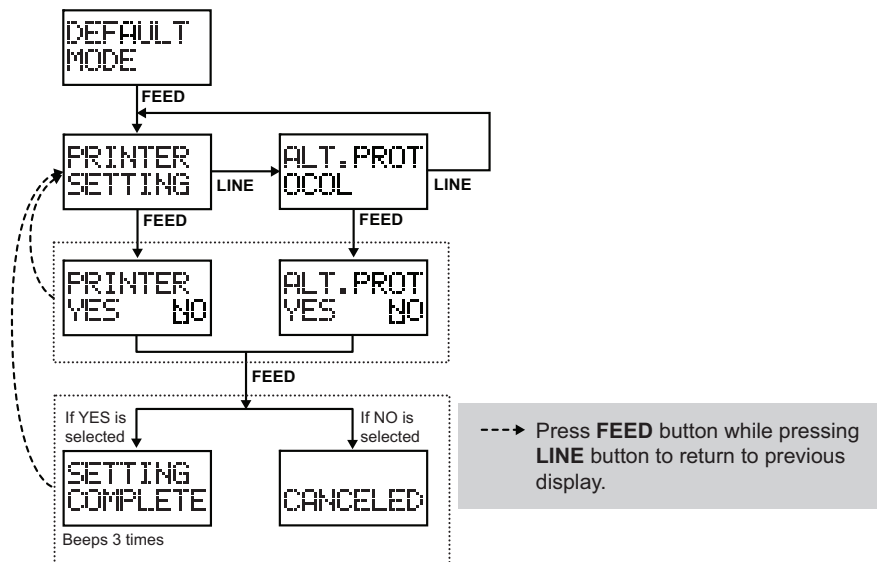 DEFAULT
MODE
FEED
PRINTER
SETTING
LINE
ALT.PROT
OCOL
LINE
FEED
FEED
PRINTER
YES NO
ALT.PROT
YES NO
FEED
If YES is
selected
If NO is
selected
SETTING
COMPLETE
CANCELED
Beeps 3 times
Press FEED button while pressing
LINE button to return to previous
display.